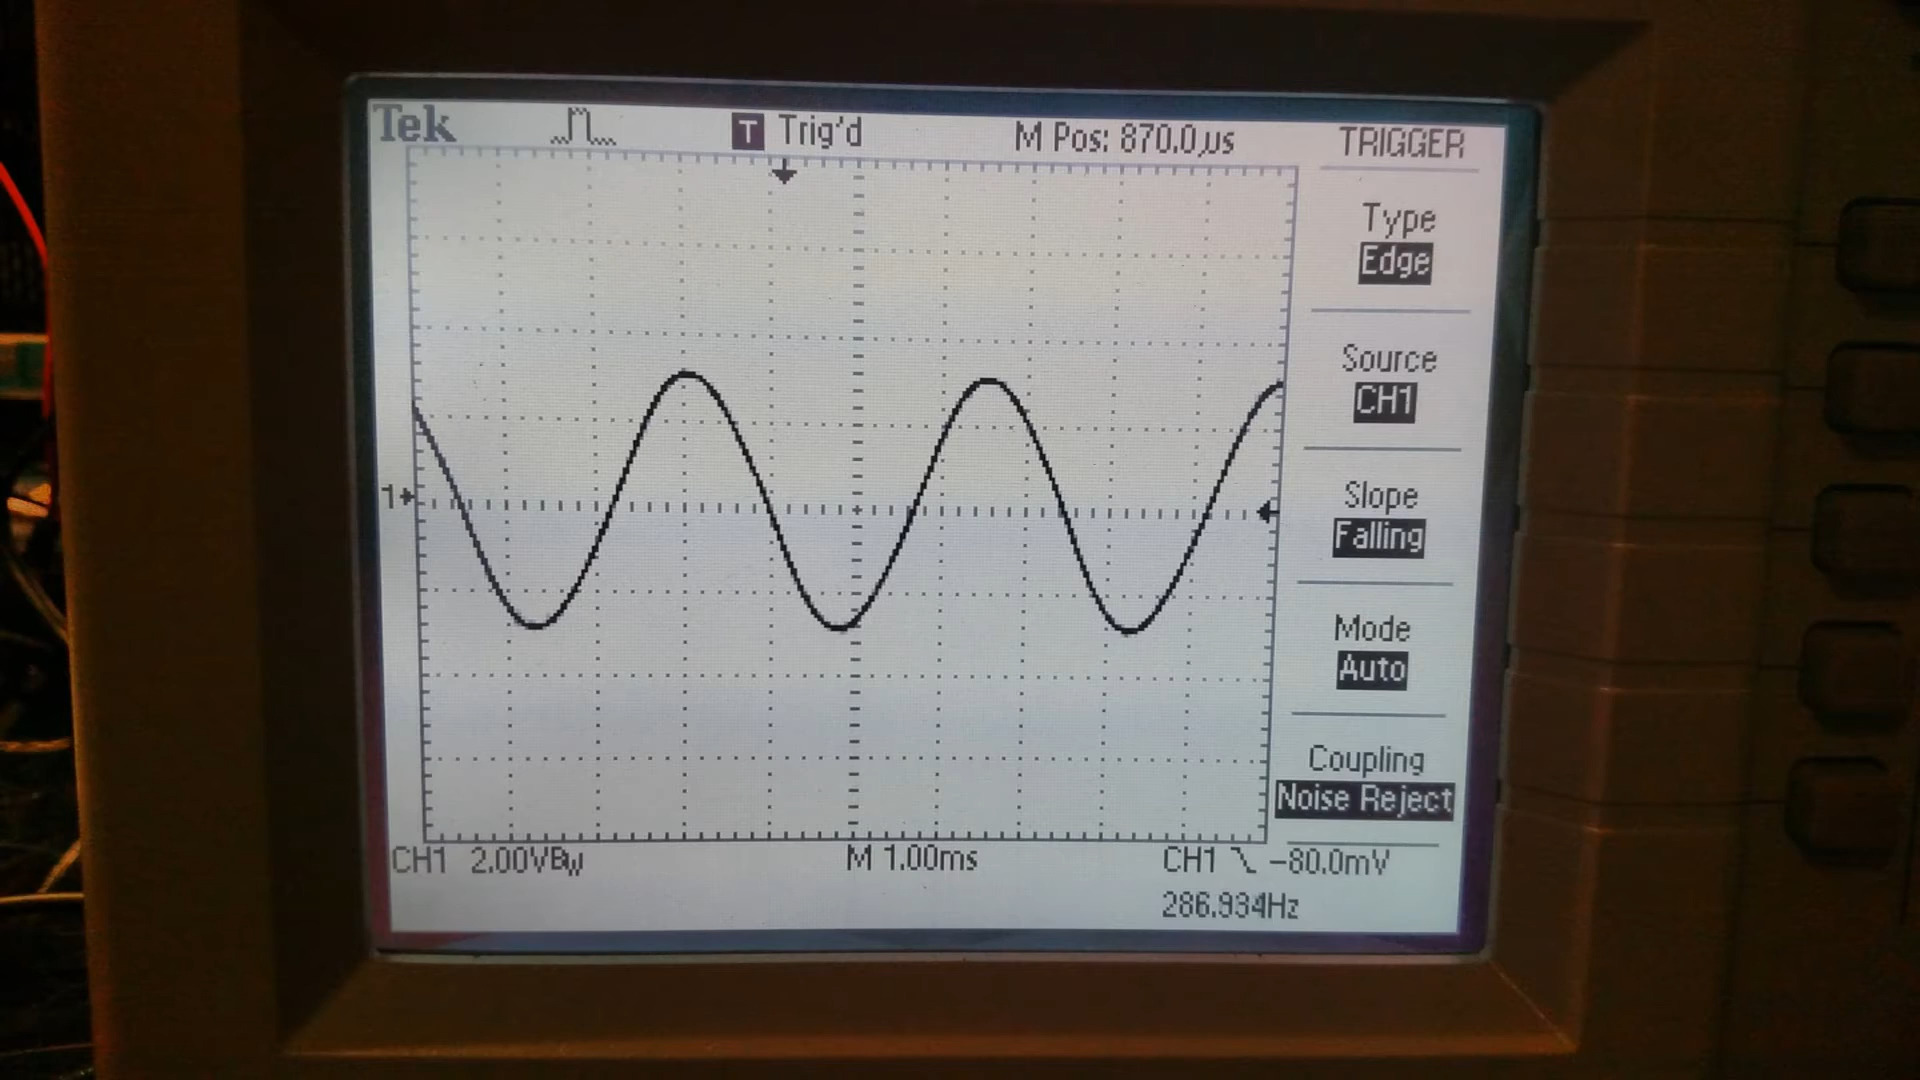 Tek T Trig'd M Pos: 870.0µs TRIGGER
Type
Edge
Source
CH1
1
Slope
Falling
Mode
Auto
Coupling
Noise Reject
CH1 2.00VBW M 1.00ms CH1 -80.0mV
286.934Hz